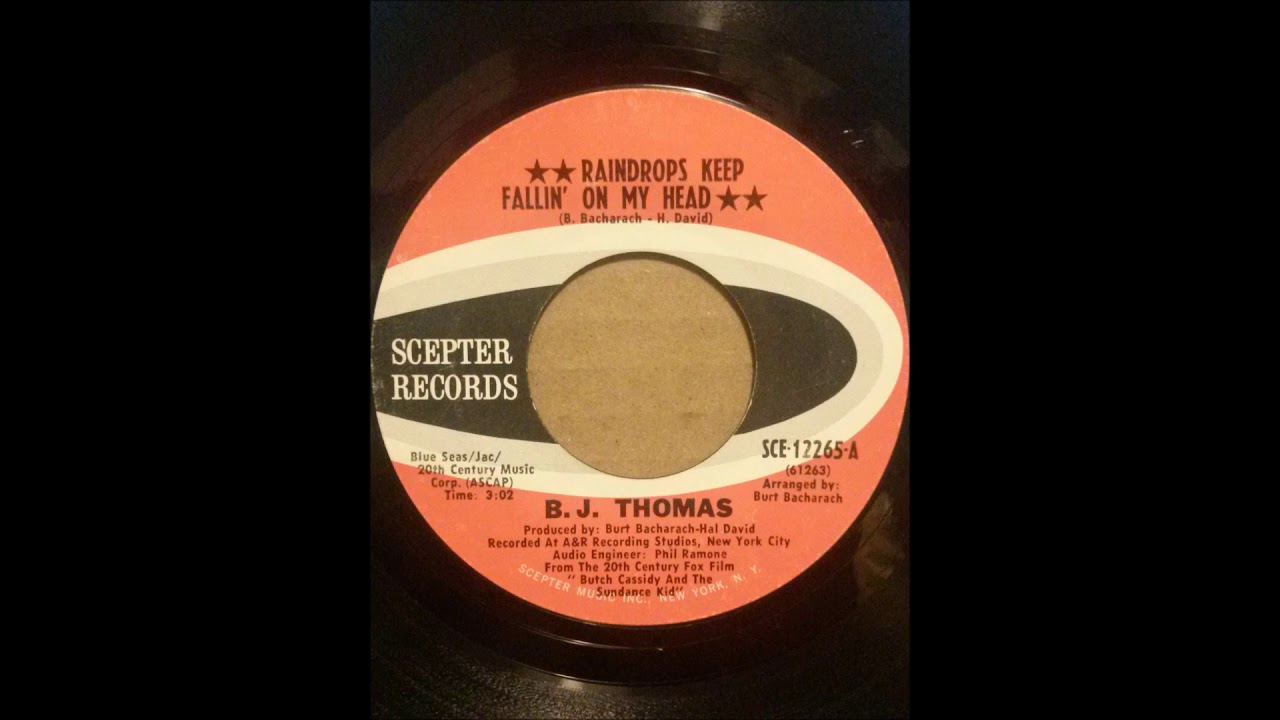 ★★RAINDROPS KEEP
FALLIN' ON MY HEAD★★
(B. Bacharach - H. David)
SCEPTER
RECORDS
Blue Seas/Jac/
20th Century Music
Corp. (ASCAP)
Time: 3:02
SCE-12265-A
(61263)
Arranged by:
Burt Bacharach
B. J. THOMAS
Produced by: Burt Bacharach-Hal David
Recorded At A&R Recording Studios, New York City
Audio Engineer: Phil Ramone
From The 20th Century Fox Film
"Butch Cassidy And The
Sundance Kid"
SCEPTER MUSIC INC., NEW YORK, N. Y.